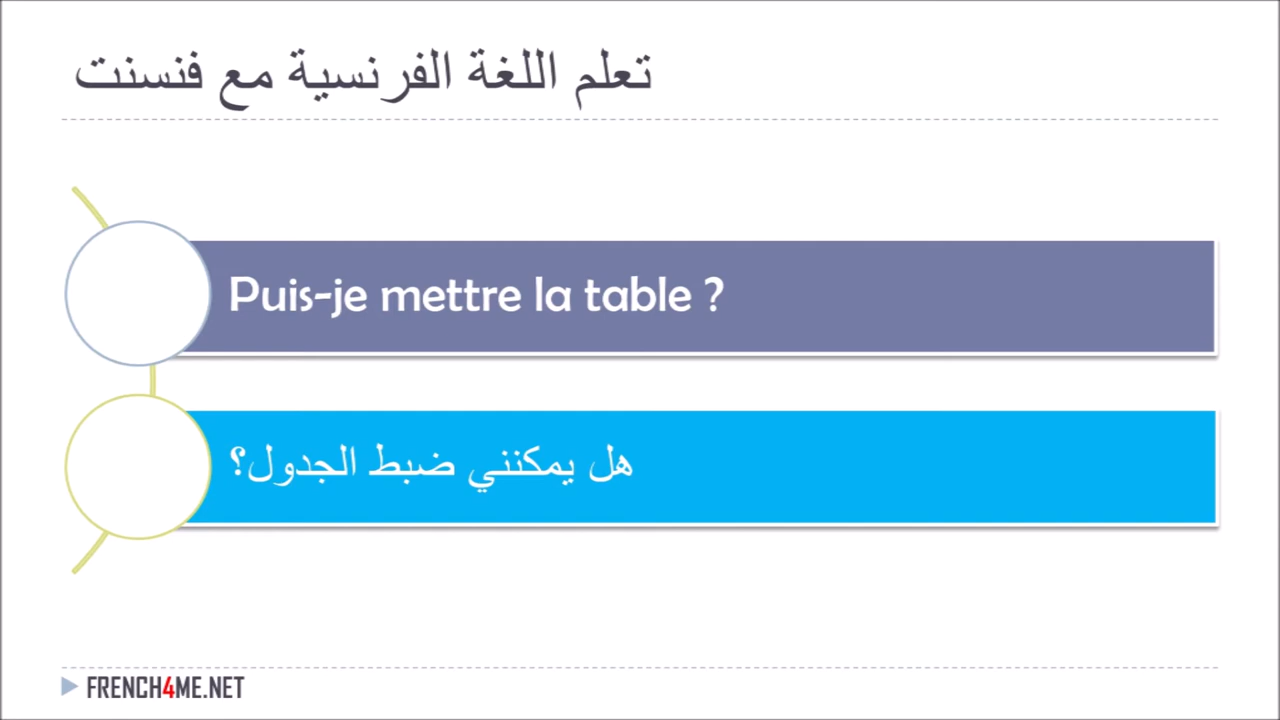 تعلم اللغة الفرنسية مع فنسنت
Puis-je mettre la table ?
هل يمكنني ضبط الجدول؟
FRENCH4ME.NET